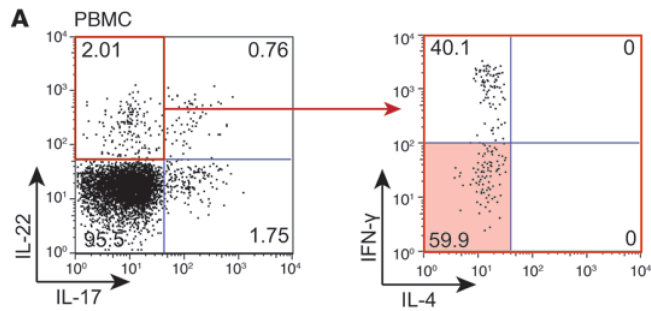 A
PBMC
2.01 0.76
95.5 1.75
10⁴
10³
10²
10¹
10⁰
10⁰ 10¹ 10² 10³ 10⁴
IL-22
IL-17
40.1 0
59.9 0
10⁴
10³
10²
10¹
10⁰
10⁰ 10¹ 10² 10³ 10⁴
IFN-γ
IL-4